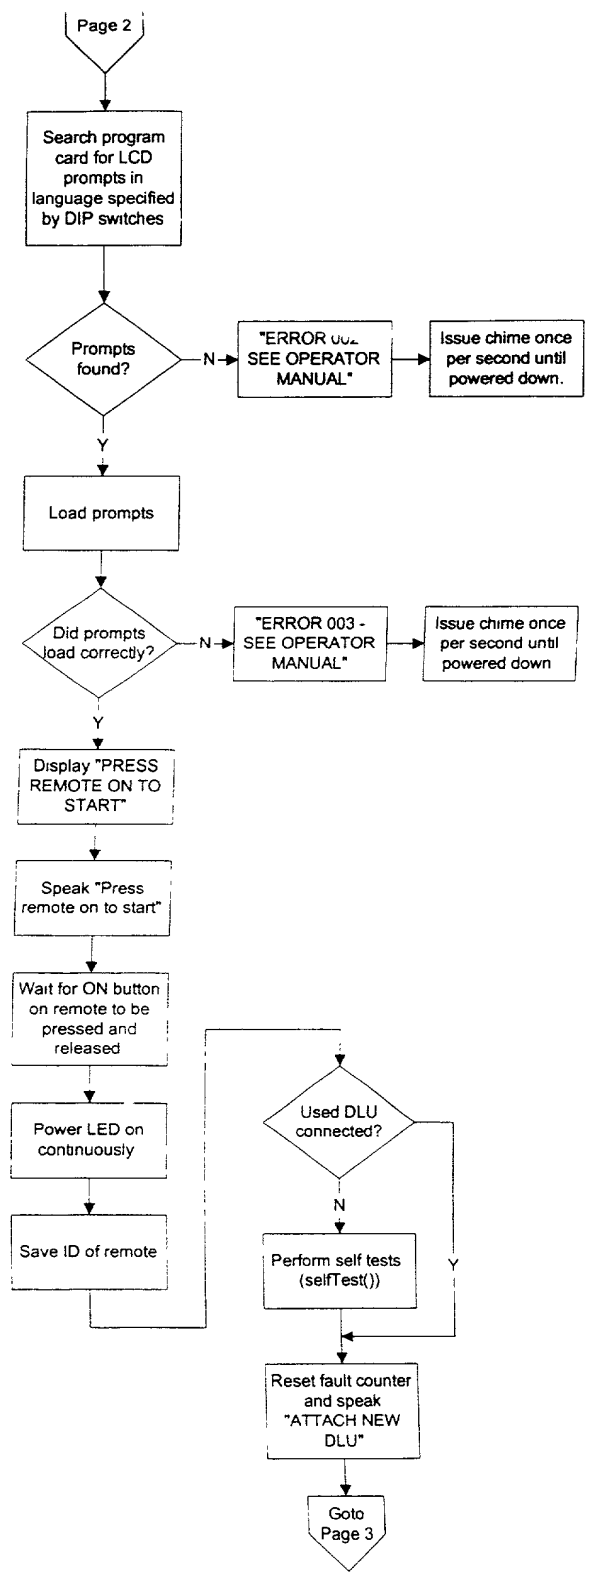 Page 2
Search program
card for LCD
prompts in
language specified
by DIP switches
Prompts
found?
N
"ERROR 002
SEE OPERATOR
MANUAL"
Issue chime once
per second until
powered down.
Y
Load prompts
Did prompts
load correctly?
N
"ERROR 003 -
SEE OPERATOR
MANUAL"
Issue chime once
per second until
powered down
Y
Display "PRESS
REMOTE ON TO
START"
Speak "Press
remote on to start"
Wait for ON button
on remote to be
pressed and
released
Power LED on
continuously
Save ID of remote
Used DLU
connected?
N
Y
Perform self tests
(selfTest())
Reset fault counter
and speak
"ATTACH NEW
DLU"
Goto
Page 3